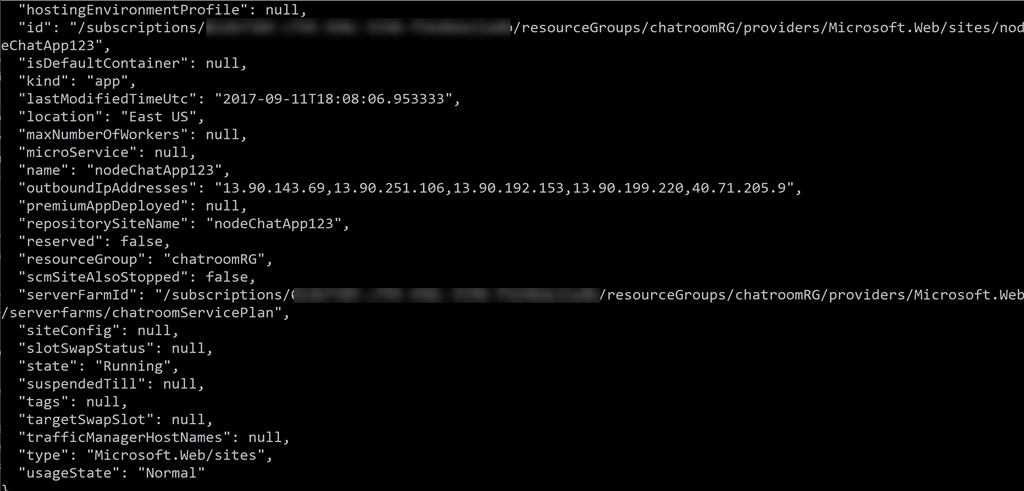 "hostingEnvironmentProfile": null,
"id": "/subscriptions/ /resourceGroups/chatroomRG/providers/Microsoft.Web/sites/nod
eChatApp123",
"isDefaultContainer": null,
"kind": "app",
"lastModifiedTimeUtc": "2017-09-11T18:08:06.953333",
"location": "East US",
"maxNumberOfWorkers": null,
"microService": null,
"name": "nodeChatApp123",
"outboundIpAddresses": "13.90.143.69,13.90.251.106,13.90.192.153,13.90.199.220,40.71.205.9",
"premiumAppDeployed": null,
"repositorySiteName": "nodeChatApp123",
"reserved": false,
"resourceGroup": "chatroomRG",
"scmSiteAlsoStopped": false,
"serverFarmId": "/subscriptions/ /resourceGroups/chatroomRG/providers/Microsoft.Web
/serverfarms/chatroomServicePlan",
"siteConfig": null,
"slotSwapStatus": null,
"state": "Running",
"suspendedTill": null,
"tags": null,
"targetSwapSlot": null,
"trafficManagerHostNames": null,
"type": "Microsoft.Web/sites",
"usageState": "Normal"
}